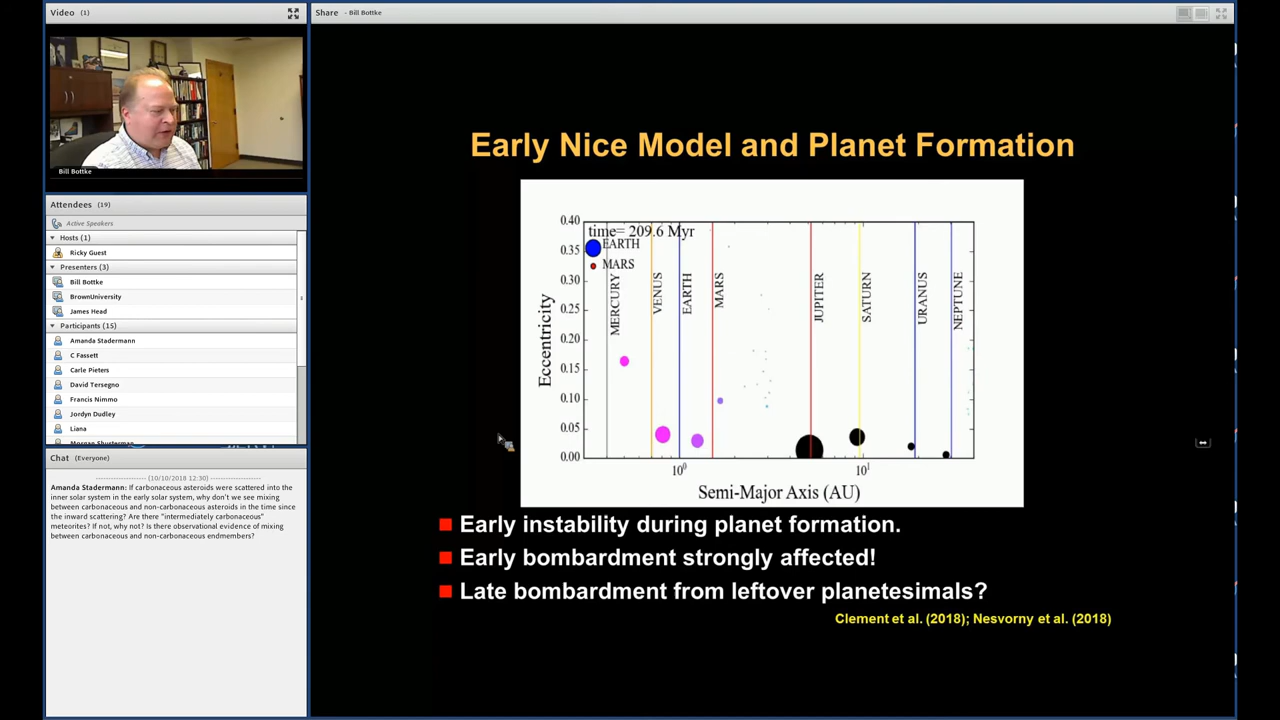 Video (1)
Bill Bottke
Attendees (19)
Active Speakers
Hosts (1)
Ricky Guest
Presenters (3)
Bill Bottke
BrownUniversity
James Head
Participants (15)
Amanda Stadermann
C Fassett
Carle Pieters
David Tersegno
Francis Nimmo
Jordyn Dudley
Liana
Morgan Shusterman
Chat (Everyone)
(10/10/2018 12:30)
Amanda Stadermann: If carbonaceous asteroids were scattered into the
inner solar system in the early solar system, why don't we see mixing
between carbonaceous and non-carbonaceous asteroids in the time since
the inward scattering? Are there "intermediately carbonaceous"
meteorites? If not, why not? Is there observational evidence of mixing
between carbonaceous and non-carbonaceous endmembers?
Share - Bill Bottke
Early Nice Model and Planet Formation
time= 209.6 Myr
EARTH
MARS
MERCURY
VENUS
EARTH
MARS
JUPITER
SATURN
URANUS
NEPTUNE
Eccentricity
0.40
0.35
0.30
0.25
0.20
0.15
0.10
0.05
0.00
10⁰
10¹
Semi-Major Axis (AU)
Early instability during planet formation.
Early bombardment strongly affected!
Late bombardment from leftover planetesimals?
Clement et al. (2018); Nesvorny et al. (2018)